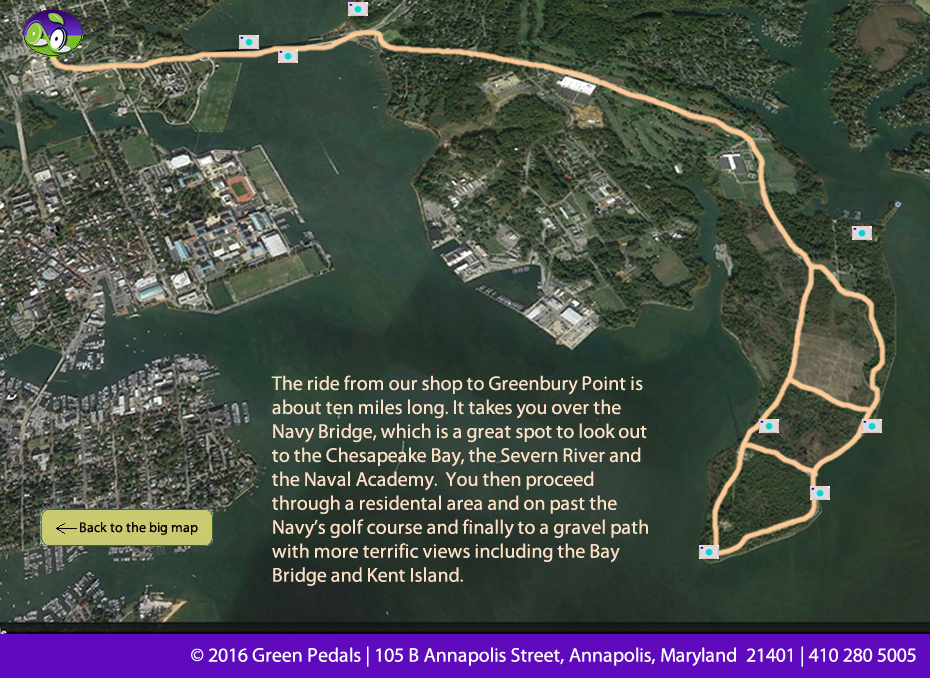 The ride from our shop to Greenbury Point is
about ten miles long. It takes you over the
Navy Bridge, which is a great spot to look out
to the Chesapeake Bay, the Severn River and
the Naval Academy.  You then proceed
through a residental area and on past the
Navy's golf course and finally to a gravel path
with more terrific views including the Bay
Bridge and Kent Island.
Back to the big map
© 2016 Green Pedals | 105 B Annapolis Street, Annapolis, Maryland  21401 | 410 280 5005